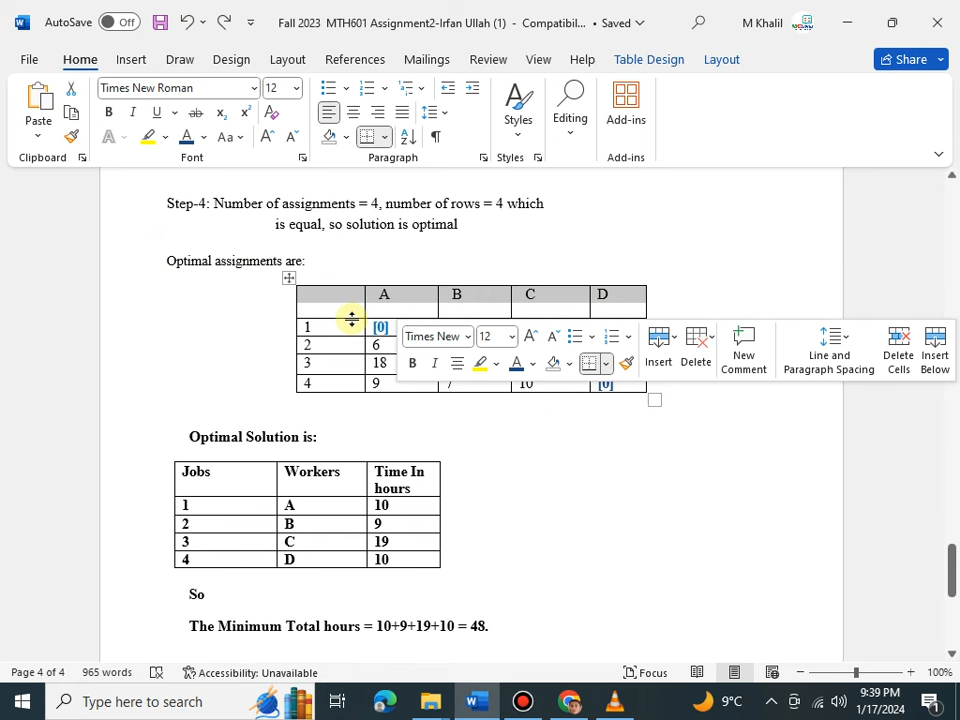 AutoSave Off Fall 2023 MTH601 Assignment2-Irfan Ullah (1) - Compatibil... • Saved M Khalil
File Home Insert Draw Design Layout References Mailings Review View Help Table Design Layout Share
Times New Roman 12
Paste B I U ab x₂ x² Styles Editing Add-ins
A A Aa A A
Clipboard Font Paragraph Styles Add-ins
Step-4: Number of assignments = 4, number of rows = 4 which
is equal, so solution is optimal
Optimal assignments are:
A B C D
1 [0]
2 6
3 18
4 9 7 10 [0]
Times New 12
B I A Insert Delete New Comment Line and Paragraph Spacing Delete Cells Insert Below
Optimal Solution is:
Jobs Workers Time In hours
1 A 10
2 B 9
3 C 19
4 D 10
So
The Minimum Total hours = 10+9+19+10 = 48.
Page 4 of 4 965 words Accessibility: Unavailable Focus 100%
Type here to search 9°C 9:39 PM
1/17/2024 1